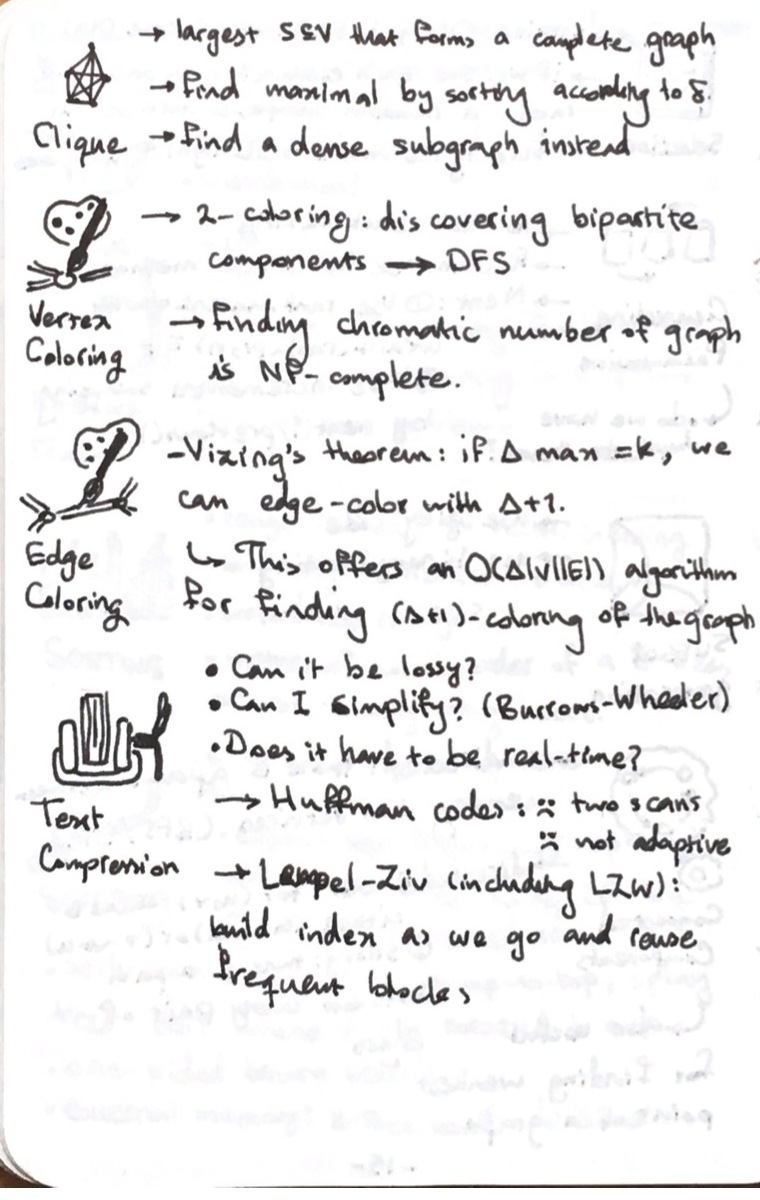 → largest S⊆V that forms a complete graph
→ find maximal by sorting according to δ.
Clique → find a dense subgraph instead
→ 2-coloring: discovering bipartite
components → DFS
Vertex
Coloring
→ finding chromatic number of graph
is NP-complete.
- Vizing's theorem: if Δ max = k, we
can edge-color with Δ+1.
Edge
Coloring
↳ This offers an O(Δ|V||E|) algorithm
for finding (Δ+1)-coloring of the graph
• Can it be lossy?
• Can I simplify? (Burrows-Wheeler)
• Does it have to be real-time?
Text
Compression
→ Huffman codes: :( two scans
:( not adaptive
→ Lempel-Ziv (including LZW):
build index as we go and reuse
frequent blocks